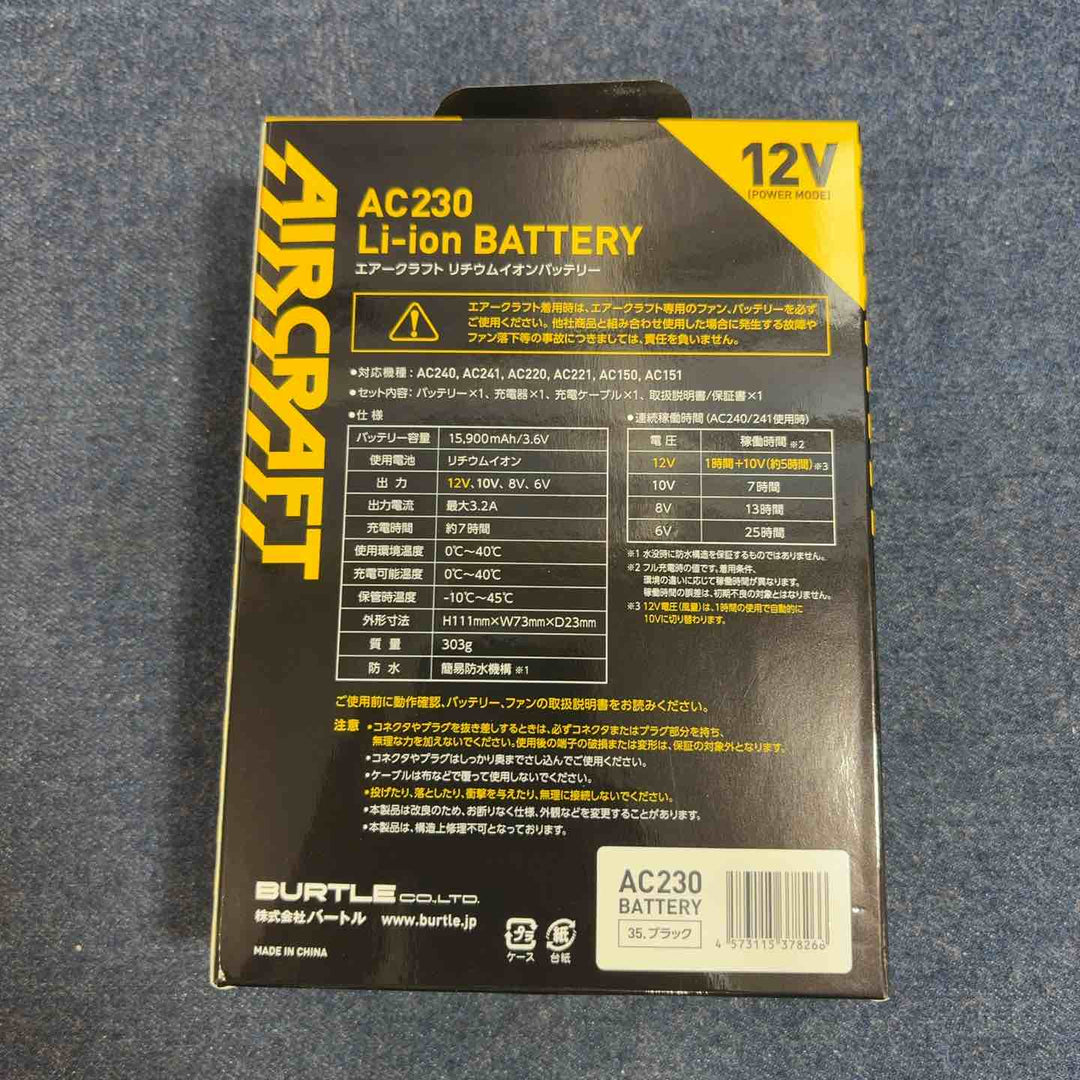 AIRCRAFT
12V
[POWER MODE]
AC230
Li-ion BATTERY
エアークラフト リチウムイオンバッテリー
エアークラフト着用時は、エアークラフト専用のファン、バッテリーを必ず
ご使用ください。他社商品と組み合わせ使用した場合に発生する故障や
ファン落下等の事故につきましては、責任を負いません。
•対応機種:AC240, AC241, AC220, AC221, AC150, AC151
•セット内容:バッテリー×1、充電器×1、充電ケーブル×1、取扱説明書/保証書×1
•仕様
バッテリー容量 15,900mAh/3.6V
使用電池 リチウムイオン
出力 12V、10V、8V、6V
出力電流 最大3.2A
充電時間 約7時間
使用環境温度 0℃～40℃
充電可能温度 0℃～40℃
保管時温度 -10℃～45℃
外形寸法 H111mm×W73mm×D23mm
質量 303g
防水 簡易防水機構 ※1
•連続稼働時間(AC240/241使用時)
電圧 稼働時間 ※2
12V 1時間+10V(約5時間)※3
10V 7時間
8V 13時間
6V 25時間
※1 水没時に防水構造を保証するものではありません。
※2 フル充電時の値です。着用条件、
環境の違いに応じて稼働時間が異なります。
稼働時間の誤差は、初期不良の対象とはなりません。
※3 12V電圧(風量)は、1時間の使用で自動的に
10Vに切り替わります。
ご使用前に動作確認、バッテリー、ファンの取扱説明書をお読みください。
注意 •コネクタやプラグを抜き差しするときは、必ずコネクタまたはプラグ部分を持ち、
無理な力を加えないでください。使用後の端子の破損または変形は、保証の対象外となります。
•コネクタやプラグはしっかり奥までさし込んでご使用ください。
•ケーブルは布などで覆って使用しないでください。
•投げたり、落としたり、衝撃を与えたり、無理に接続しないでください。
•本製品は改良のため、お断りなく仕様、外観などを変更することがあります。
•本製品は、構造上修理不可となっております。
BURTLE CO.,LTD.
株式会社バートル www.burtle.jp
MADE IN CHINA
プラ
ケース
紙
台紙
AC230
BATTERY
35.ブラック
4 573115 378266